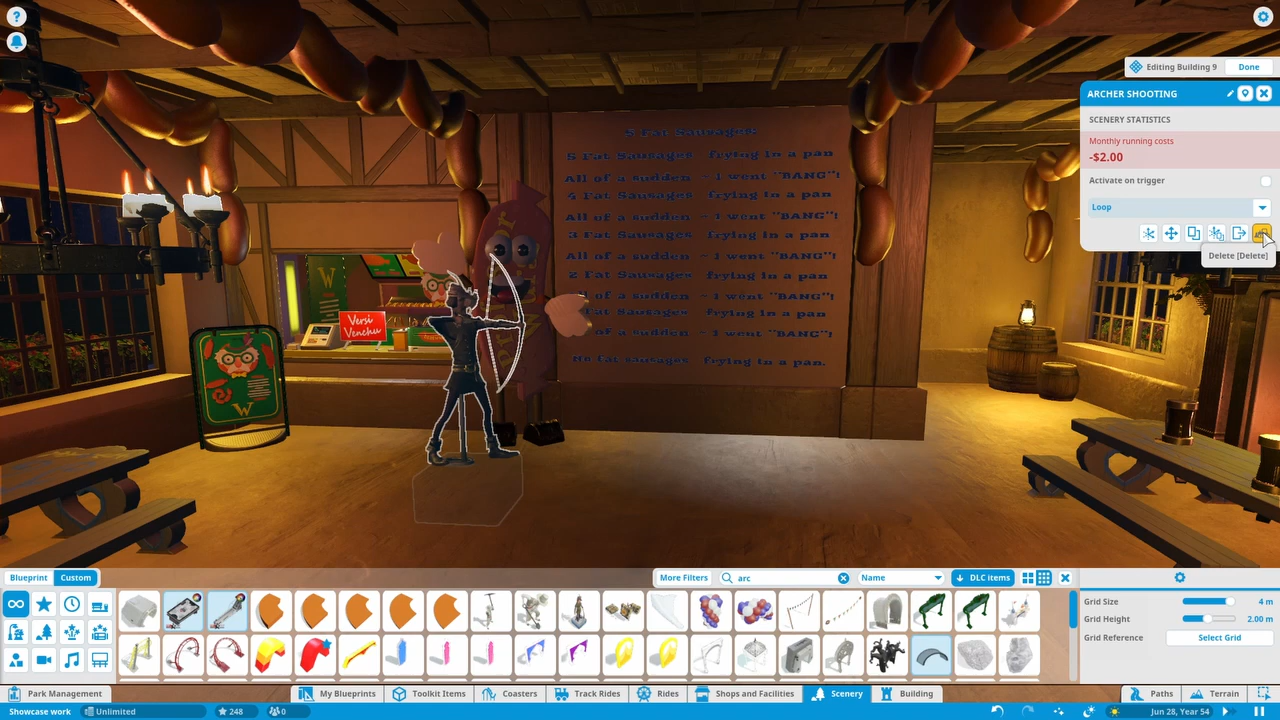 Editing Building 9
Done
ARCHER SHOOTING
SCENERY STATISTICS
Monthly running costs
-$2.00
Activate on trigger
Loop
Delete [Delete]
5 Fat Sausages:
5 Fat Sausages frying in a pan
All of a sudden ~ 1 went "BANG"!
4 Fat Sausages frying in a pan
All of a sudden ~ 1 went "BANG"!
3 Fat Sausages frying in a pan
All of a sudden ~ 1 went "BANG"!
2 Fat Sausages frying in a pan
of a sudden ~ 1 went "BANG"!
Fat Sausages frying in a pan
of a sudden ~ 1 went "BANG"!
No fat sausages frying in a pan.
W
Versi
Venchu
W
Blueprint
Custom
More Filters
arc
Name
DLC items
Grid Size
4 m
Grid Height
2.00 m
Grid Reference
Select Grid
Park Management
My Blueprints
Toolkit Items
Coasters
Track Rides
Rides
Shops and Facilities
Scenery
Building
Paths
Terrain
Showcase work
Unlimited
248
0
Jun 28, Year 54